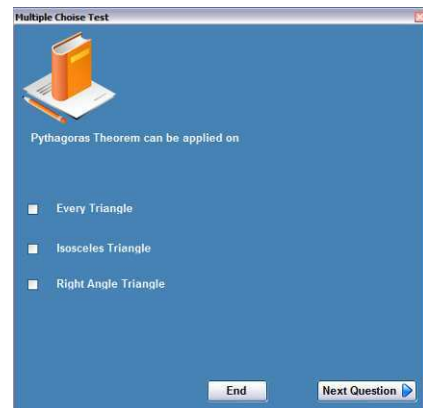 Multiple Choise Test
Pythagoras Theorem can be applied on
Every Triangle
Isosceles Triangle
Right Angle Triangle
End
Next Question